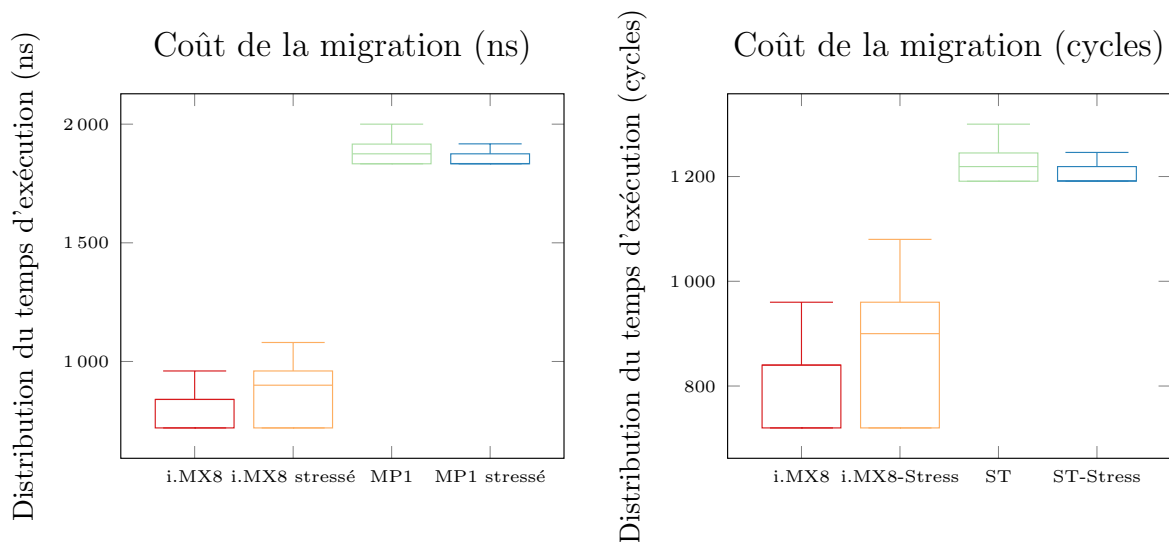 Coût de la migration (ns)
Distribution du temps d'exécution (ns)
2 000
1 500
1 000
i.MX8 i.MX8 stressé MP1 MP1 stressé
Coût de la migration (cycles)
Distribution du temps d'exécution (cycles)
1 200
1 000
800
i.MX8 i.MX8-Stress ST ST-Stress